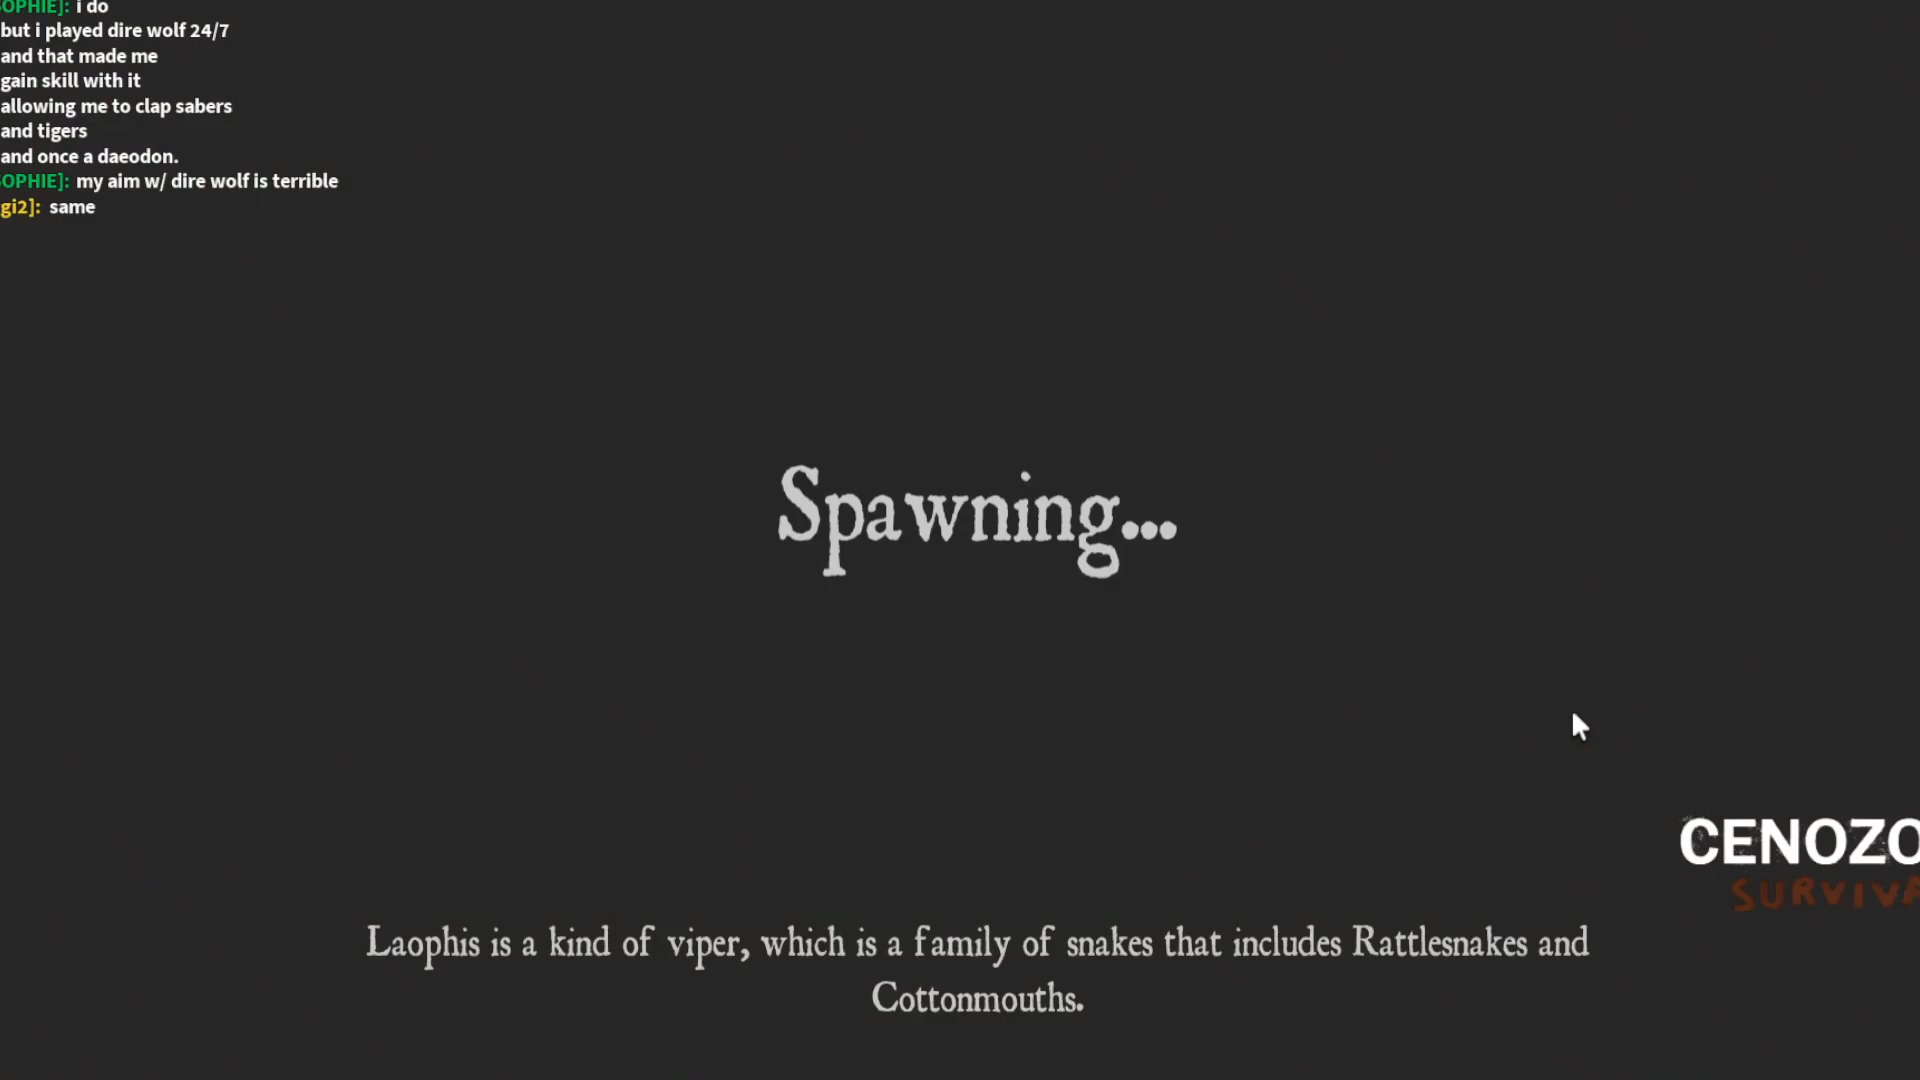 SOPHIE]: i do
but i played dire wolf 24/7
and that made me
gain skill with it
allowing me to clap sabers
and tigers
and once a daeodon.
SOPHIE]: my aim w/ dire wolf is terrible
gi2]: same
Spawning...
CENOZO
SURVIVA
Laophis is a kind of viper, which is a family of snakes that includes Rattlesnakes and
Cottonmouths.